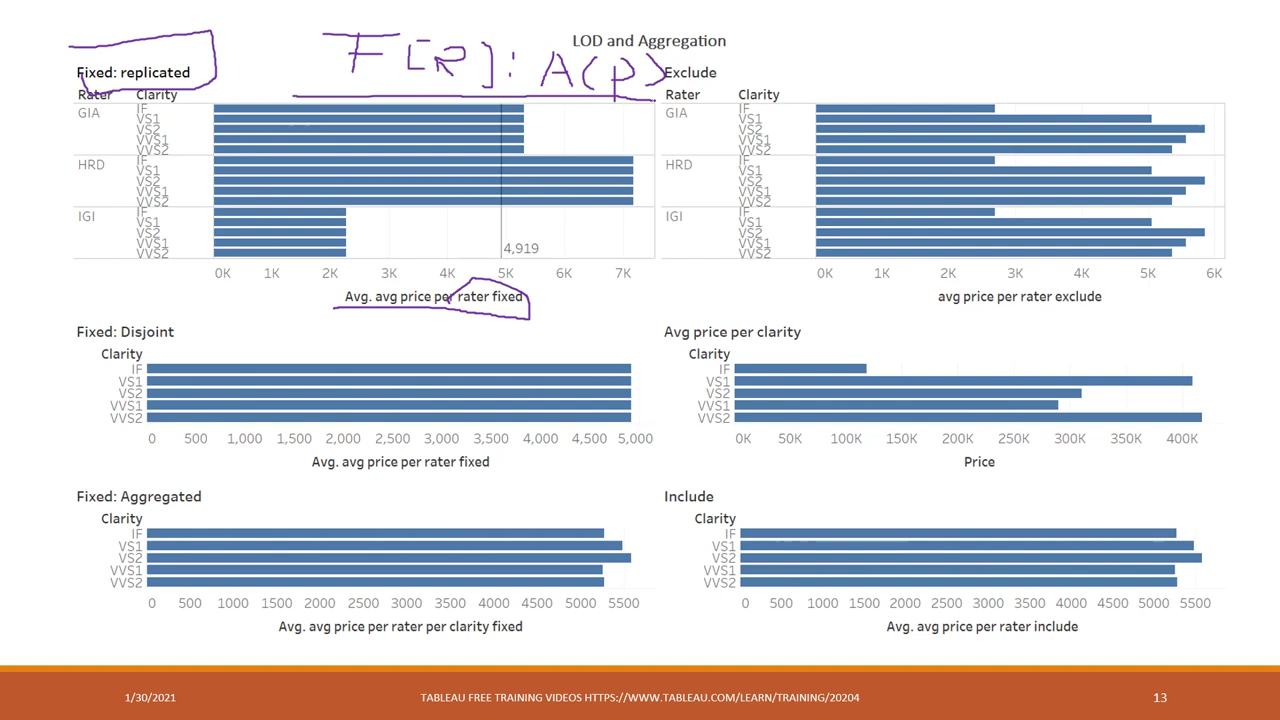 LOD and Aggregation
F[R]: A(P)
Fixed: replicated
Rater Clarity
GIA IF
VS1
VS2
VVS1
VVS2
HRD IF
VS1
VS2
VVS1
VVS2
IGI IF
VS1
VS2
VVS1
VVS2
4,919
0K 1K 2K 3K 4K 5K 6K 7K
Avg. avg price per rater fixed
Exclude
Rater Clarity
GIA IF
VS1
VS2
VVS1
VVS2
HRD IF
VS1
VS2
VVS1
VVS2
IGI IF
VS1
VS2
VVS1
VVS2
0K 1K 2K 3K 4K 5K 6K
avg price per rater exclude
Fixed: Disjoint
Clarity
IF
VS1
VS2
VVS1
VVS2
0 500 1,000 1,500 2,000 3,000 3,500 4,000 4,500 5,000
Avg. avg price per rater fixed
Avg price per clarity
Clarity
IF
VS1
VS2
VVS1
VVS2
0K 50K 100K 150K 200K 250K 300K 350K 400K
Price
Fixed: Aggregated
Clarity
IF
VS1
VS2
VVS1
VVS2
0 500 1000 1500 2000 3000 3500 4000 4500 5000 5500
Avg. avg price per rater per clarity fixed
Include
Clarity
IF
VS1
VS2
VVS1
VVS2
0 500 1000 1500 2000 3000 3500 4000 4500 5000 5500
Avg. avg price per rater include
1/30/2021 TABLEAU FREE TRAINING VIDEOS HTTPS://WWW.TABLEAU.COM/LEARN/TRAINING/20204 13